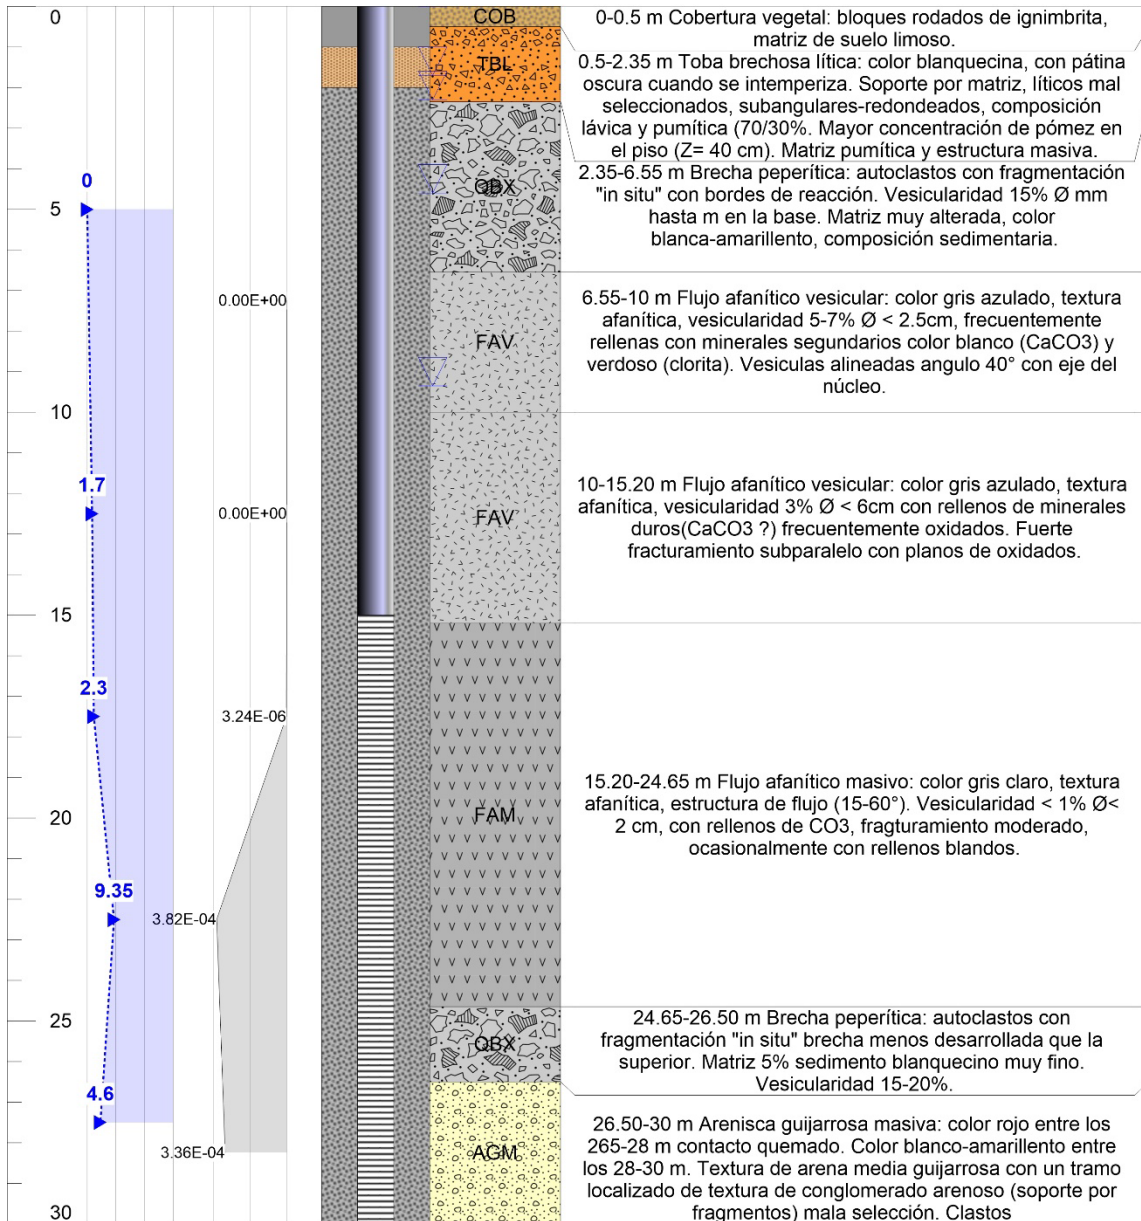 0
COB
0-0.5 m Cobertura vegetal: bloques rodados de ignimbrita,
matriz de suelo limoso.
TBL
0.5-2.35 m Toba brechosa lítica: color blanquecina, con pátina
oscura cuando se intemperiza. Soporte por matriz, líticos mal
seleccionados, subangulares-redondeados, composición
lávica y pumítica (70/30%. Mayor concentración de pómez en
el piso (Z= 40 cm). Matriz pumítica y estructura masiva.
0
QBX
2.35-6.55 m Brecha peperítica: autoclastos con fragmentación
"in situ" con bordes de reacción. Vesicularidad 15% Ø mm
hasta m en la base. Matriz muy alterada, color
blanca-amarillento, composición sedimentaria.
5
0.00E+00
FAV
6.55-10 m Flujo afanítico vesicular: color gris azulado, textura
afanítica, vesicularidad 5-7% Ø < 2.5cm, frecuentemente
rellenas con minerales segundarios color blanco (CaCO3) y
verdoso (clorita). Vesiculas alineadas angulo 40° con eje del
núcleo.
10
1.7
0.00E+00
FAV
10-15.20 m Flujo afanítico vesicular: color gris azulado, textura
afanítica, vesicularidad 3% Ø < 6cm con rellenos de minerales
duros(CaCO3 ?) frecuentemente oxidados. Fuerte
fracturamiento subparalelo con planos de oxidados.
15
2.3
3.24E-06
20
FAM
15.20-24.65 m Flujo afanítico masivo: color gris claro, textura
afanítica, estructura de flujo (15-60°). Vesicularidad < 1% Ø<
2 cm, con rellenos de CO3, fragturamiento moderado,
ocasionalmente con rellenos blandos.
9.35
3.82E-04
25
QBX
24.65-26.50 m Brecha peperítica: autoclastos con
fragmentación "in situ" brecha menos desarrollada que la
superior. Matriz 5% sedimento blanquecino muy fino.
Vesicularidad 15-20%.
4.6
3.36E-04
AGM
26.50-30 m Arenisca guijarrosa masiva: color rojo entre los
265-28 m contacto quemado. Color blanco-amarillento entre
los 28-30 m. Textura de arena media guijarrosa con un tramo
localizado de textura de conglomerado arenoso (soporte por
fragmentos) mala selección. Clastos
30